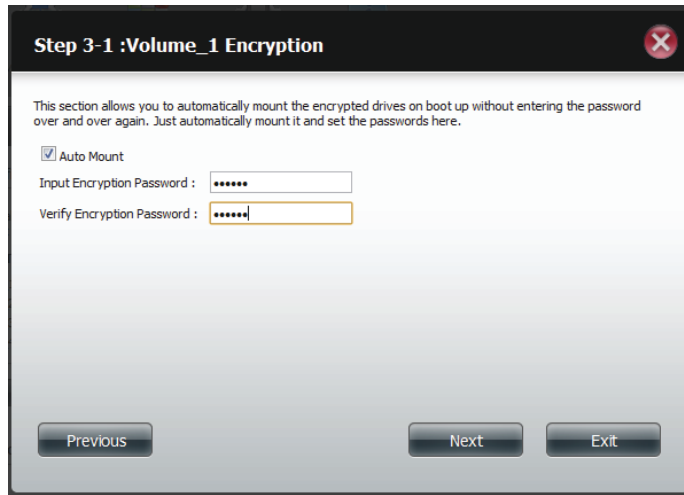 Step 3-1 :Volume_1 Encryption
This section allows you to automatically mount the encrypted drives on boot up without entering the password
over and over again. Just automatically mount it and set the passwords here.
Auto Mount
Input Encryption Password : ••••••
Verify Encryption Password : ••••••
Previous Next Exit